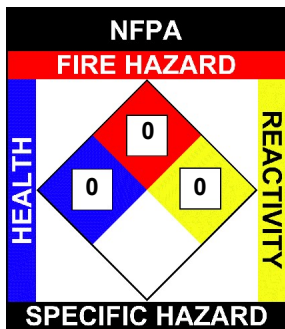 NFPA
FIRE HAZARD
0
HEALTH
0
0
REACTIVITY
SPECIFIC HAZARD